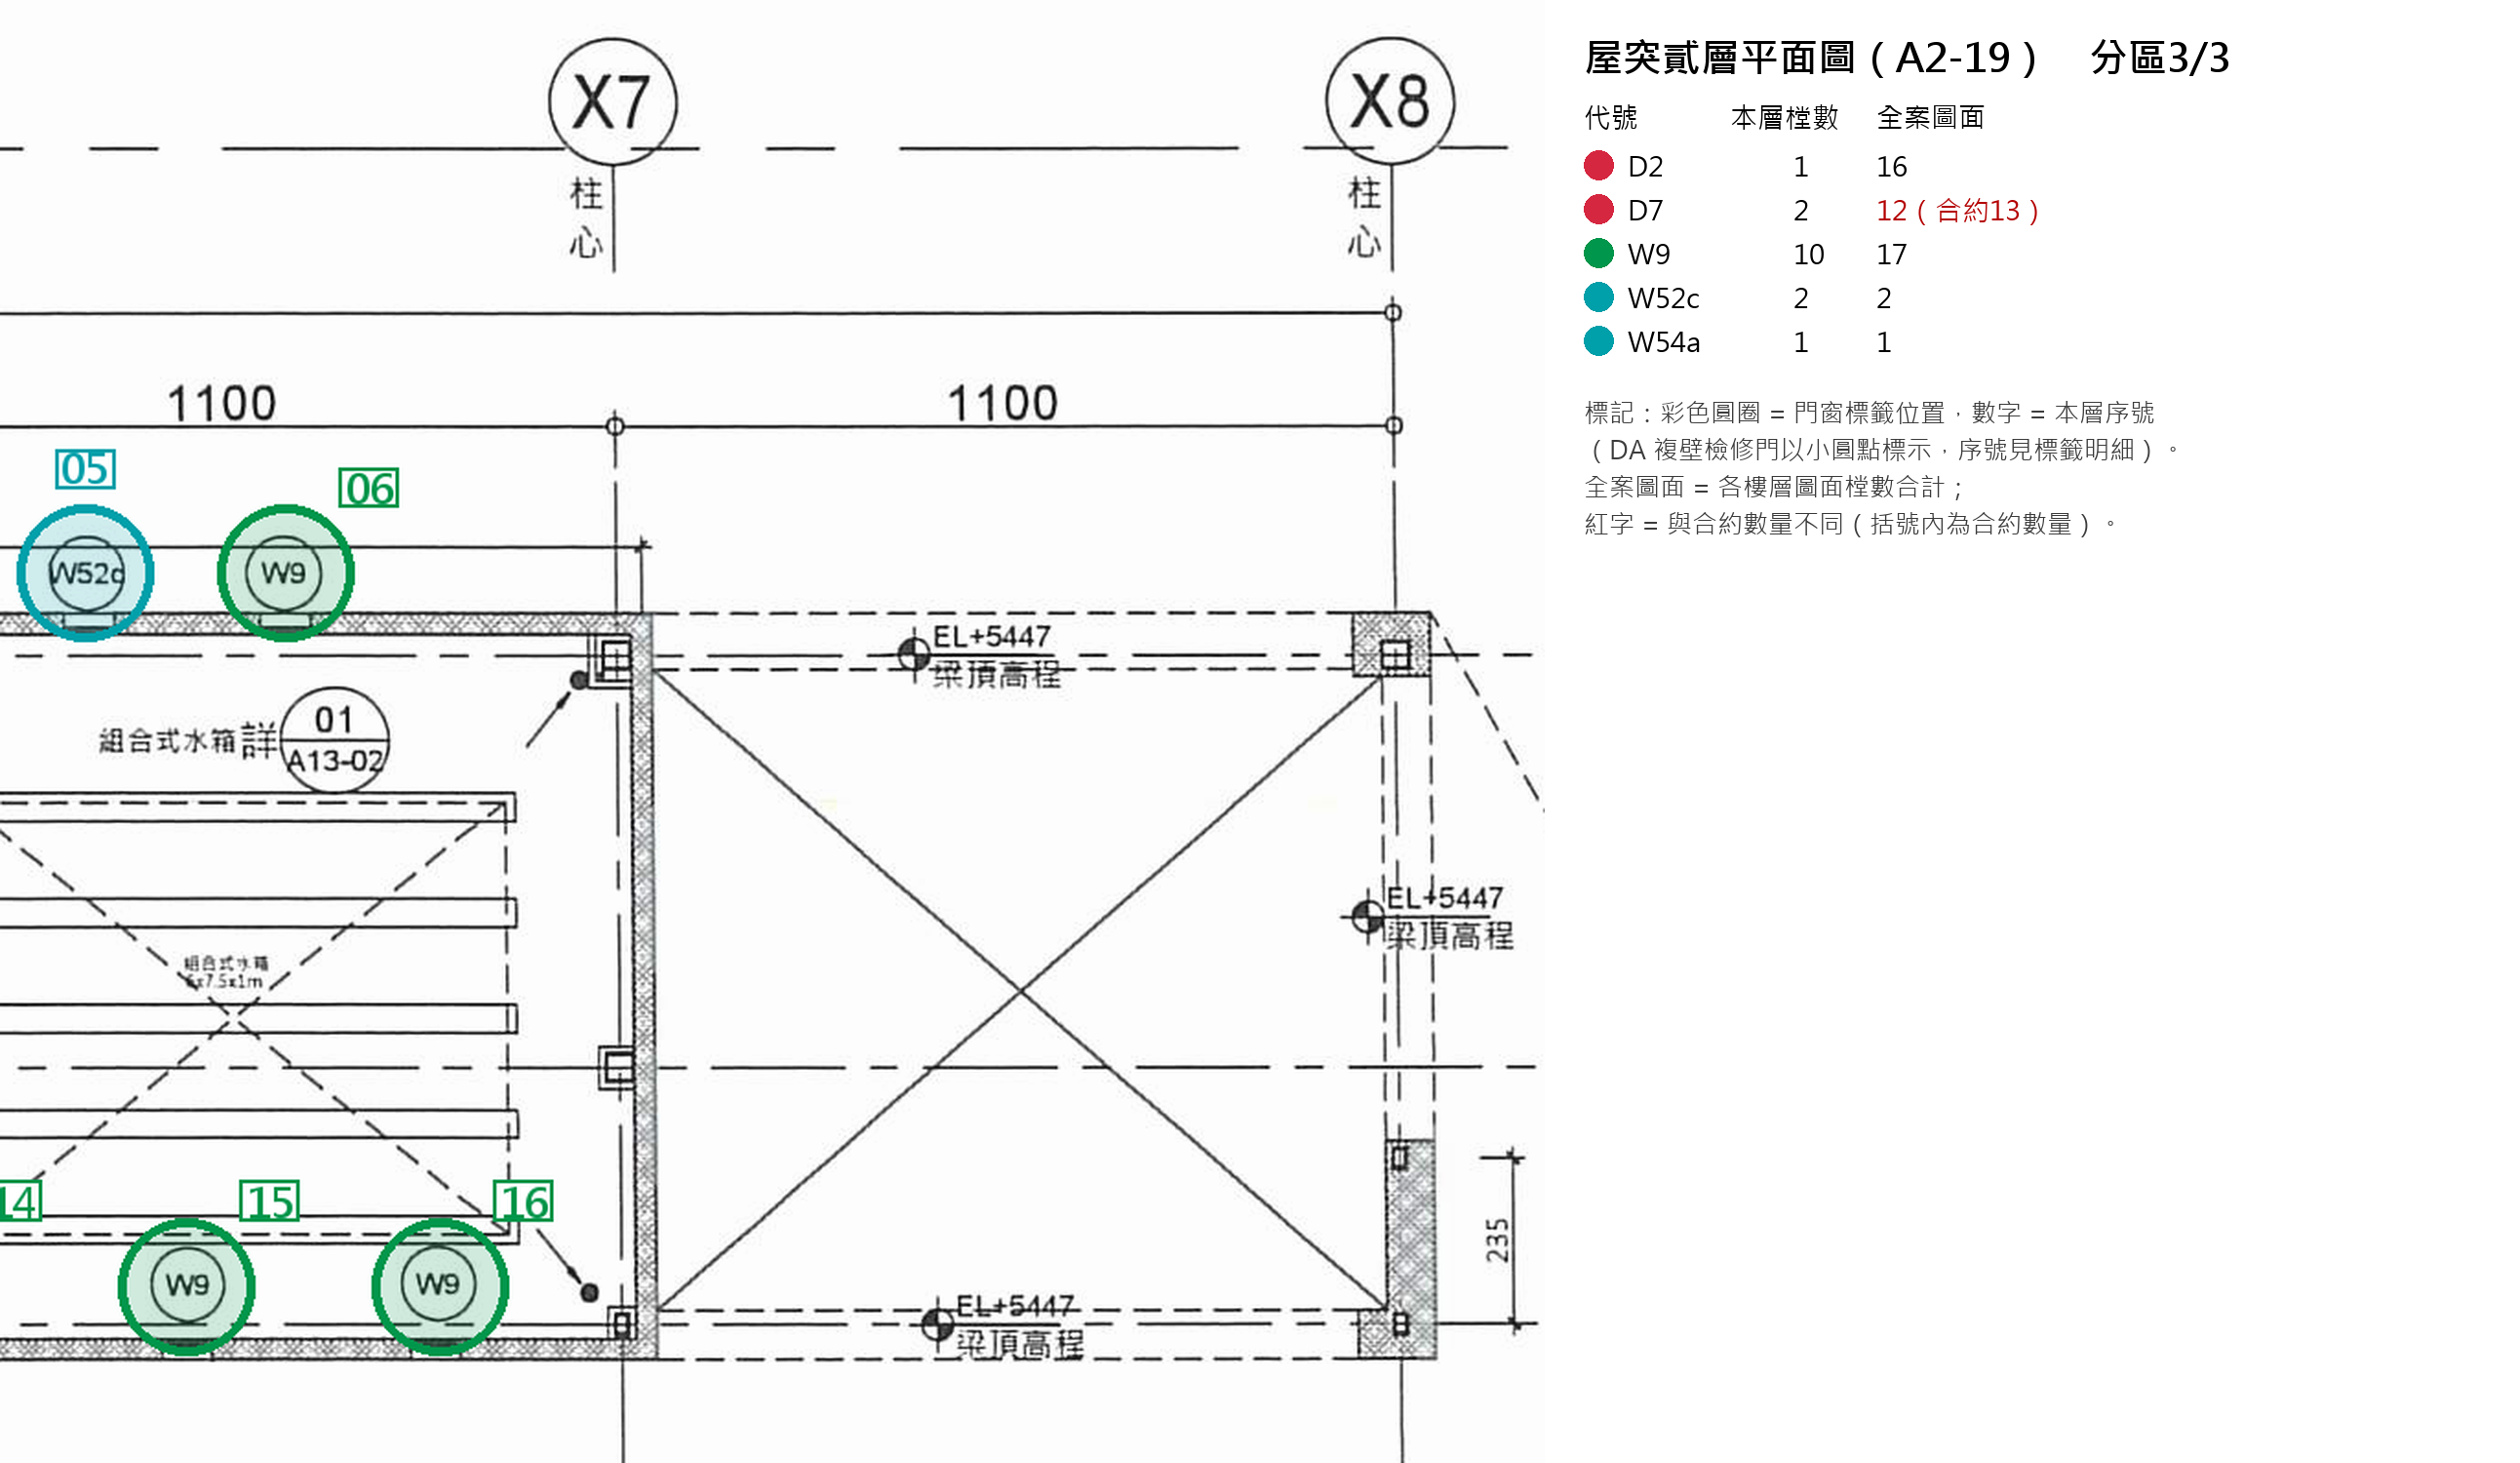 X7
X8
柱心
柱心
1100
1100
05
06
W52c
W9
EL+5447
梁頂高程
組合式水箱詳
01
A13-02
EL+5447
梁頂高程
組合式水箱
6x7.5x1m
14
15
16
W9
W9
235
EL+5447
梁頂高程
屋突貳層平面圖（A2-19） 分區3/3
代號 本層樘數 全案圖面
D2 1 16
D7 2 12（合約13）
W9 10 17
W52c 2 2
W54a 1 1
標記：彩色圓圈 = 門窗標籤位置，數字 = 本層序號
（DA 複壁檢修門以小圓點標示，序號見標籤明細）。
全案圖面 = 各樓層圖面樘數合計；
紅字 = 與合約數量不同（括號內為合約數量）。